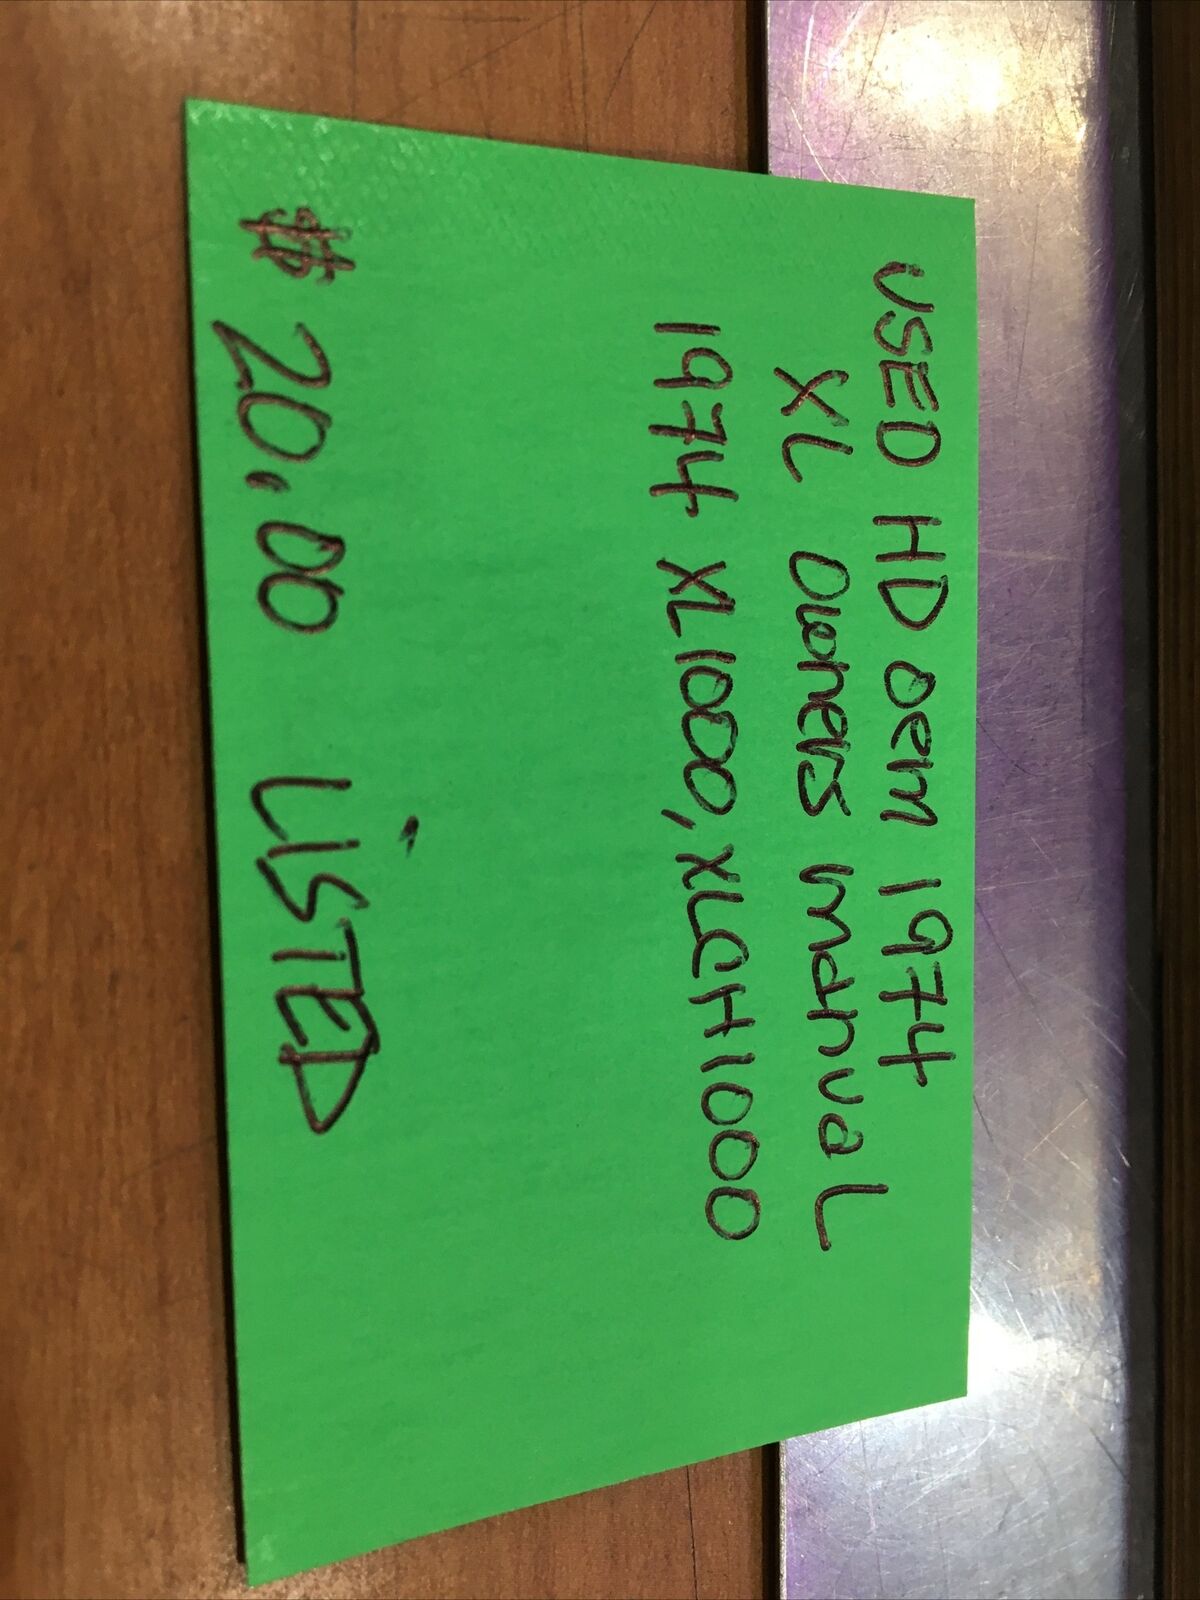 USED HD oem 1974
XL owners manual
1974 XL1000, XLCH1000
$ 20.00 LiSTED